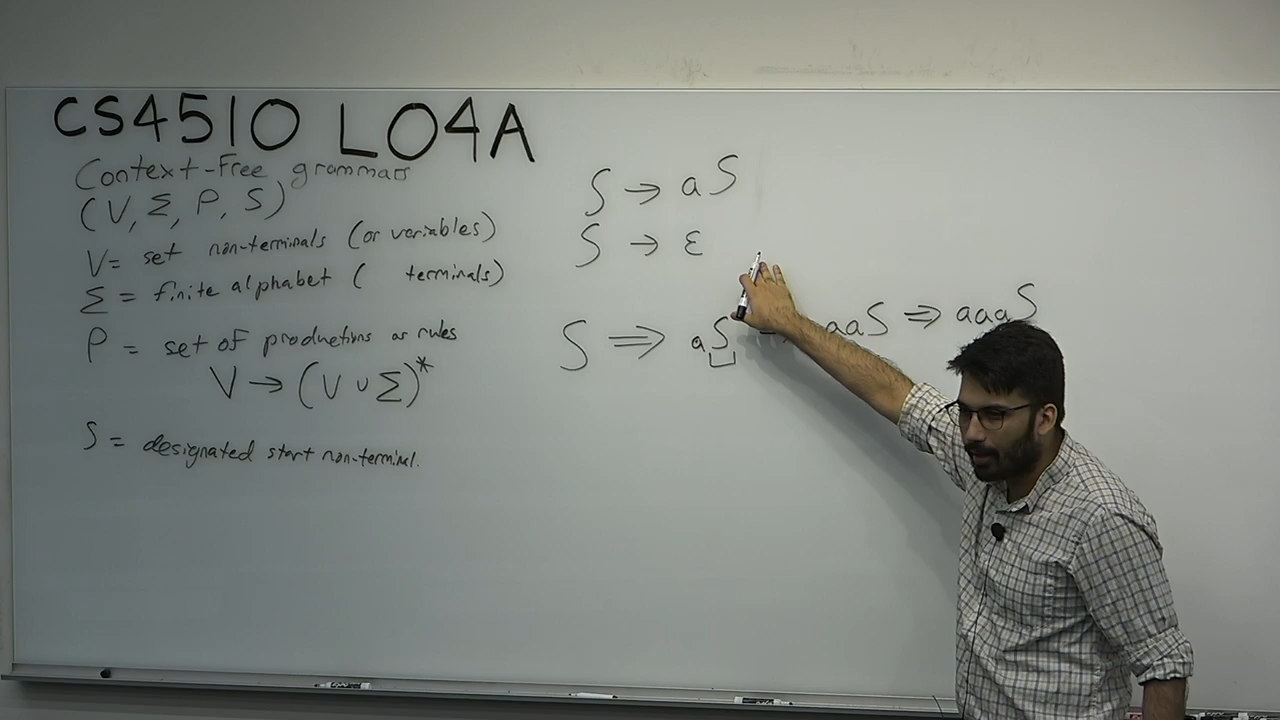 CS4510 L04A
Context-Free grammars
(V, Σ, P, S)
V = set non-terminals (or variables)
Σ = finite alphabet ( terminals)
P = set of productions or rules
V → (V ∪ Σ)*
S = designated start non-terminal.
S → aS
S → ε
S ⇒ aS ⇒ aaS ⇒ aaaS